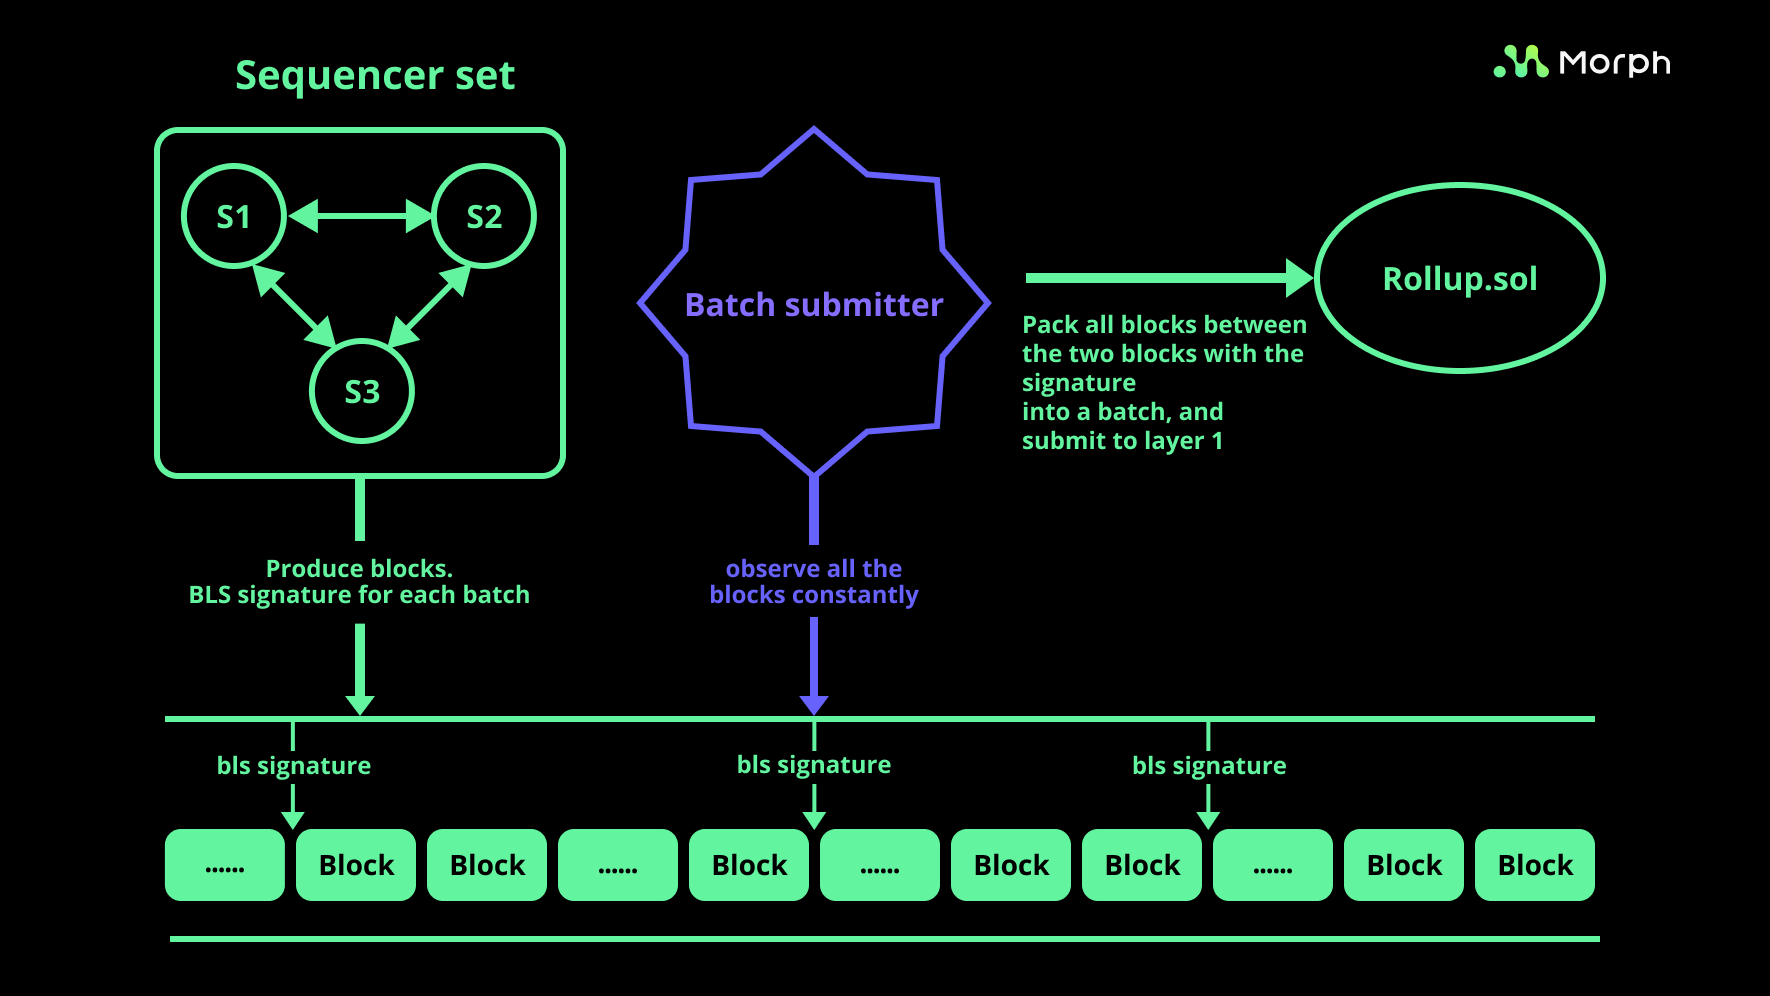 Sequencer set
Morph
S1
S2
S3
Batch submitter
Rollup.sol
Pack all blocks between
the two blocks with the
signature
into a batch, and
submit to layer 1
Produce blocks.
BLS signature for each batch
observe all the
blocks constantly
bls signature
bls signature
bls signature
......
Block
Block
......
Block
......
Block
Block
......
Block
Block